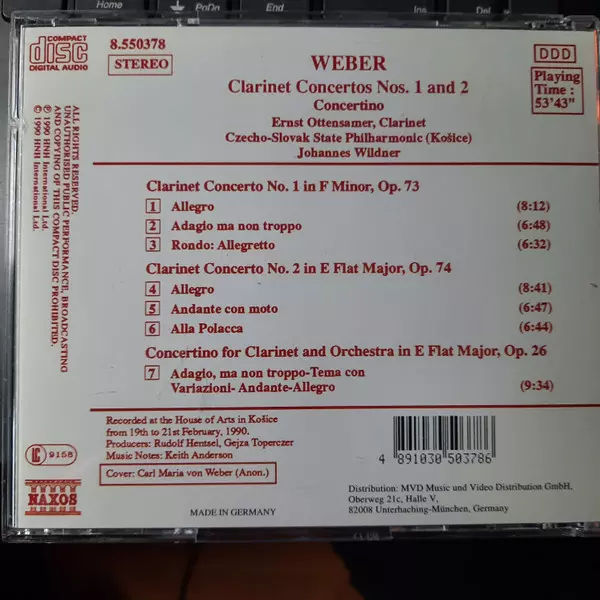 Home
PgDn
End
Ins
Del
COMPACT
disc
DIGITAL AUDIO
8.550378
STEREO
WEBER
Clarinet Concertos Nos. 1 and 2
Concertino
Ernst Ottensamer, Clarinet
Czecho-Slovak State Philharmonic (Košice)
Johannes Wildner
DDD
Playing
Time :
53'43"
ALL RIGHTS RESERVED.
UNAUTHORISED PUBLIC PERFORMANCE, BROADCASTING
AND COPYING OF THIS COMPACT DISC PROHIBITED.
℗ 1990 HNH International Ltd.
© 1990 HNH International Ltd.
Clarinet Concerto No. 1 in F Minor, Op. 73
1 Allegro (8:12)
2 Adagio ma non troppo (6:48)
3 Rondo: Allegretto (6:32)
Clarinet Concerto No. 2 in E Flat Major, Op. 74
4 Allegro (8:41)
5 Andante con moto (6:47)
6 Alla Polacca (6:44)
Concertino for Clarinet and Orchestra in E Flat Major, Op. 26
7 Adagio, ma non troppo-Tema con
Variazioni- Andante-Allegro (9:34)
Recorded at the House of Arts in Košice
from 19th to 21st February, 1990.
Producers: Rudolf Hentsel, Gejza Toperczer
Music Notes: Keith Anderson
Cover: Carl Maria von Weber (Anon.)
LC 9158
NAXOS
MADE IN GERMANY
4 891030 503786
Distribution: MVD Music und Video Distribution GmbH,
Oberweg 21c, Halle V,
82008 Unterhaching-München, Germany